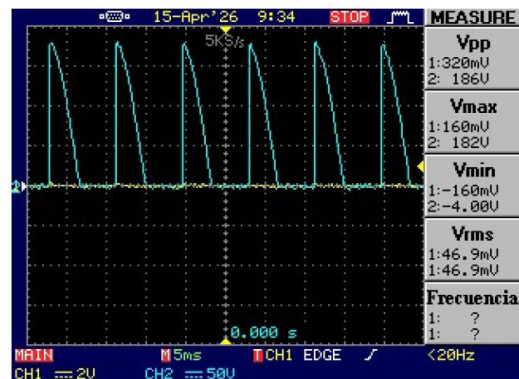 15-Apr'26 9:34 STOP MEASURE
5KS/s
Vpp
1:320mV
2: 186V
Vmax
1:160mV
2: 182V
Vmin
1:-160mV
2:-4.00V
Vrms
1:46.9mV
1:46.9mV
Frecuencia
1: ?
1: ?
0.000 s
MAIN M 5ms T CH1 EDGE <20Hz
CH1 2V CH2 50V